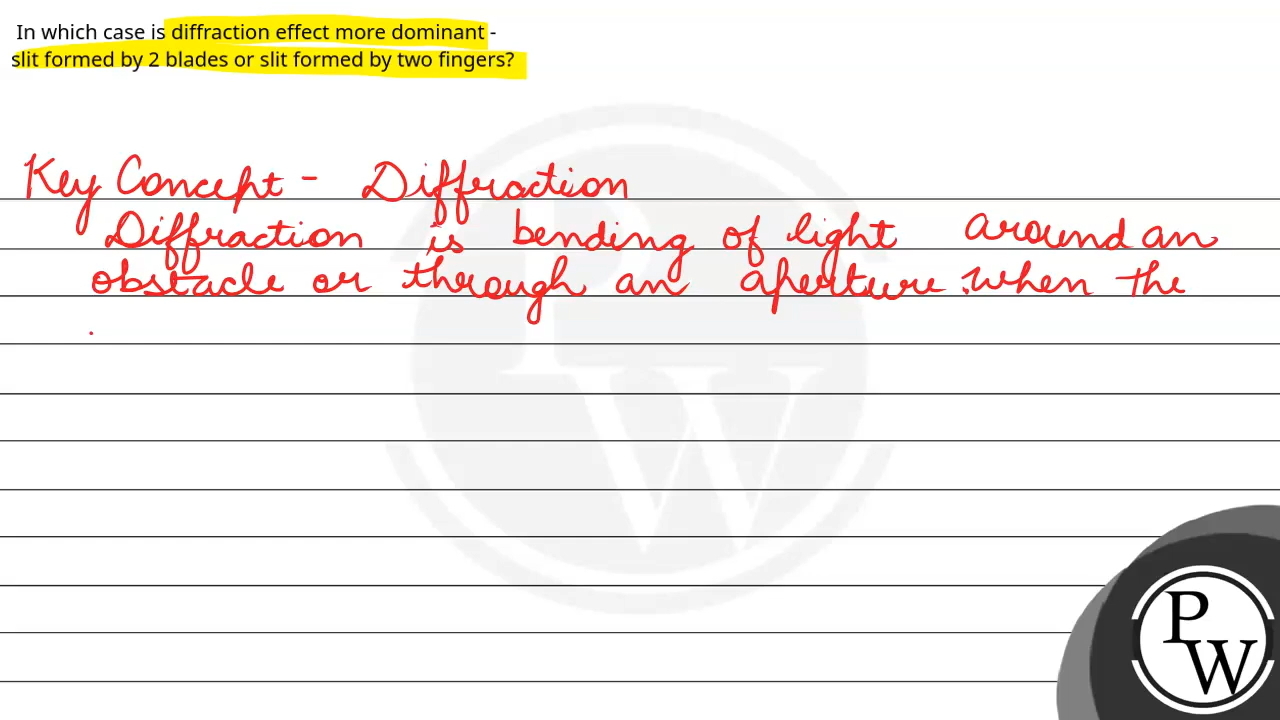 In which case is diffraction effect more dominant -
slit formed by 2 blades or slit formed by two fingers?
Key Concept - Diffraction
Diffraction is bending of light around an
obstacle or through an aperture when the
P
W
P
W